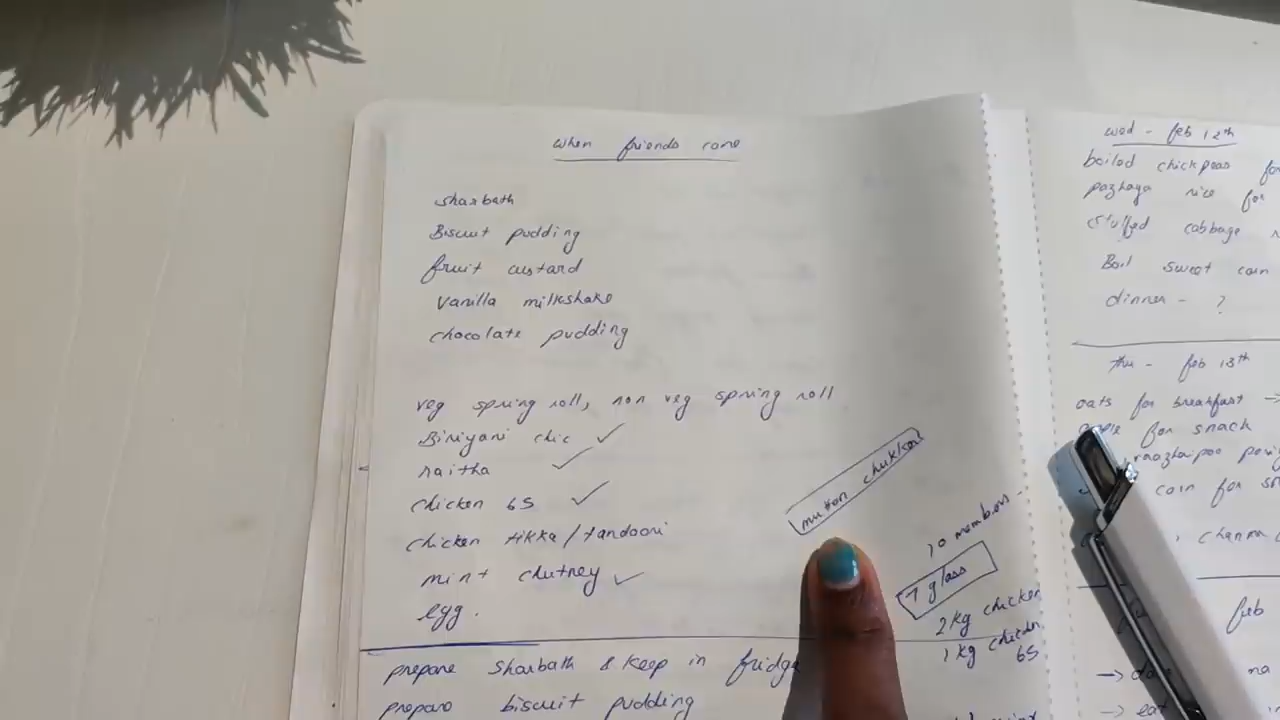 when friends come
sharbath
Biscuit pudding
fruit custard
Vanilla milkshake
chocolate pudding
veg spring roll, non veg spring roll
Biriyani chic ✓
raitha ✓
chicken 65 ✓
chicken tikka/tandoori
mint chutney ✓
egg.
mutton
10 members -
7 glass
2 kg chicken
1 kg chicken
65
prepare sharbath & keep in fridge
prepare biscuit pudding
wed - feb 12th
boiled chickpeas
pazhaya rice for
stuffed cabbage
Boil sweet corn
dinner - ?
thu - feb 13th
oats for breakfast →
for snack
corn for
feb